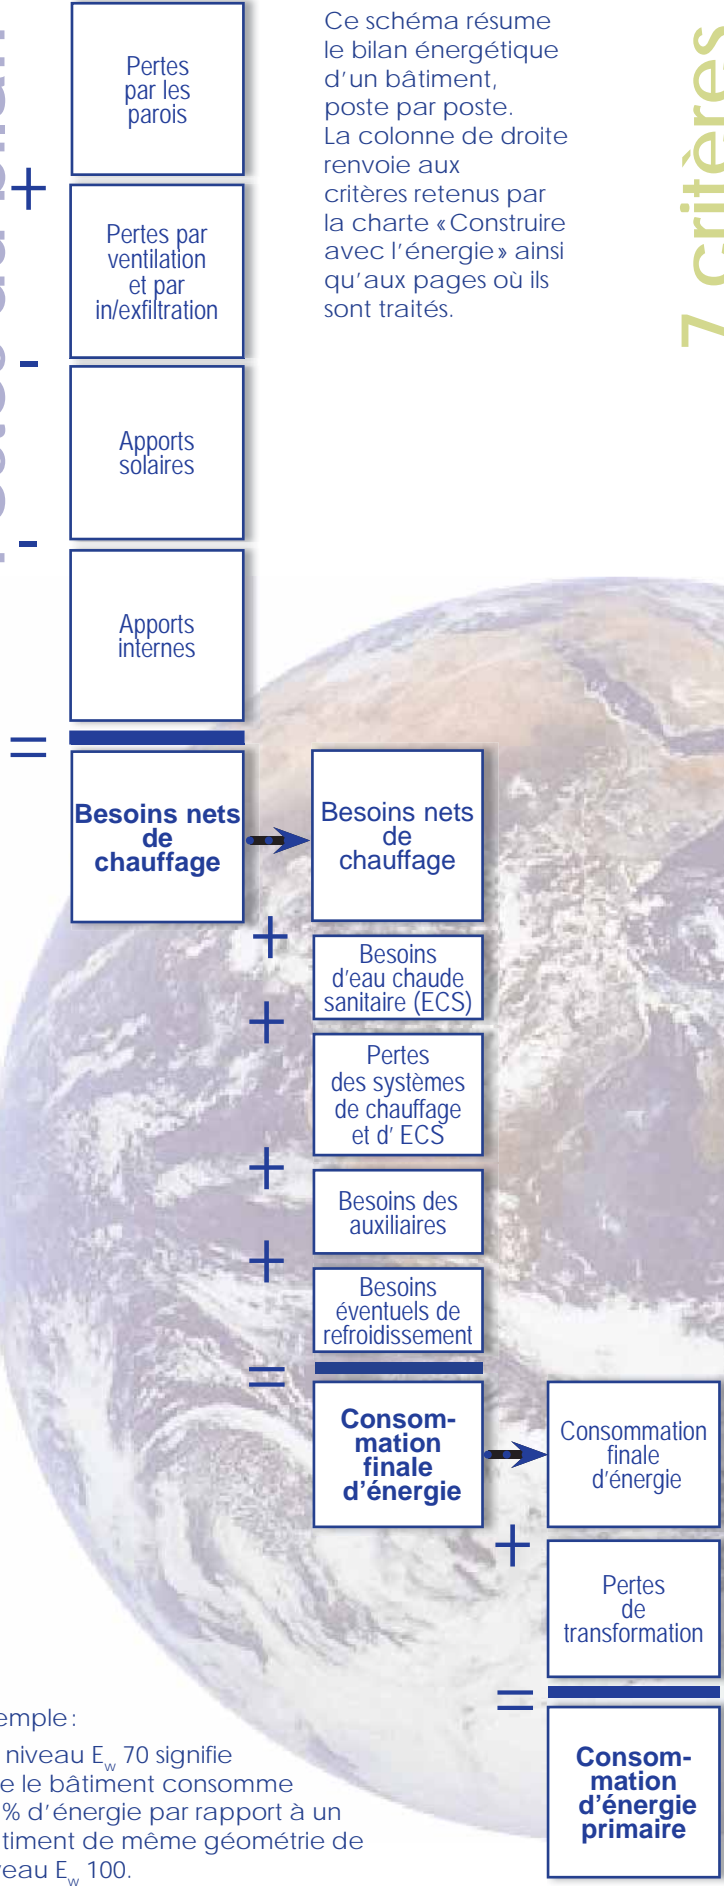 Pertes
par les
parois
+
Pertes par
ventilation
et par
in/exfiltration
-
Apports
solaires
-
Apports
internes
=
Besoins nets
de
chauffage
Ce schéma résume
le bilan énergétique
d'un bâtiment,
poste par poste.
La colonne de droite
renvoie aux
critères retenus par
la charte « Construire
avec l'énergie » ainsi
qu'aux pages où ils
sont traités.
7 critères
Besoins nets
de
chauffage
+
Besoins
d'eau chaude
sanitaire (ECS)
+
Pertes
des systèmes
de chauffage
et d' ECS
+
Besoins des
auxiliaires
+
Besoins
éventuels de
refroidissement
=
Consom-
mation
finale
d'énergie
Consommation
finale
d'énergie
+
Pertes
de
transformation
=
Consom-
mation
d'énergie
primaire
emple :
niveau Ew 70 signifie
e le bâtiment consomme
% d'énergie par rapport à un
timent de même géométrie de
veau Ew 100.